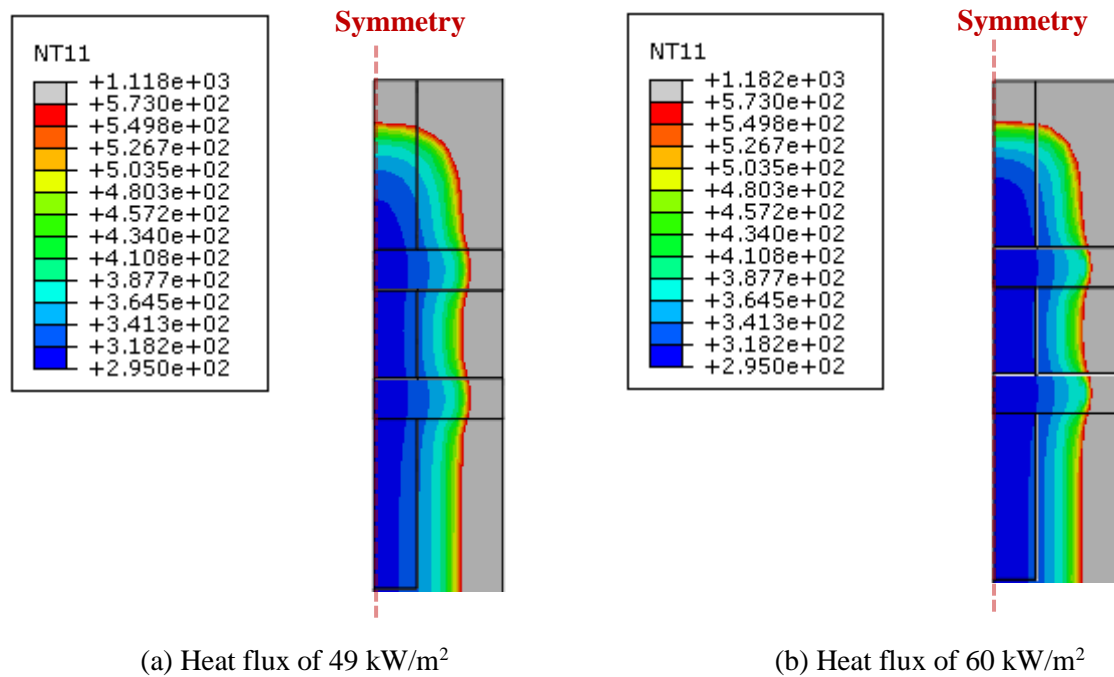 Symmetry
NT11
+1.118e+03
+5.730e+02
+5.498e+02
+5.267e+02
+5.035e+02
+4.803e+02
+4.572e+02
+4.340e+02
+4.108e+02
+3.877e+02
+3.645e+02
+3.413e+02
+3.182e+02
+2.950e+02
(a) Heat flux of 49 kW/m²
Symmetry
NT11
+1.182e+03
+5.730e+02
+5.498e+02
+5.267e+02
+5.035e+02
+4.803e+02
+4.572e+02
+4.340e+02
+4.108e+02
+3.877e+02
+3.645e+02
+3.413e+02
+3.182e+02
+2.950e+02
(b) Heat flux of 60 kW/m²